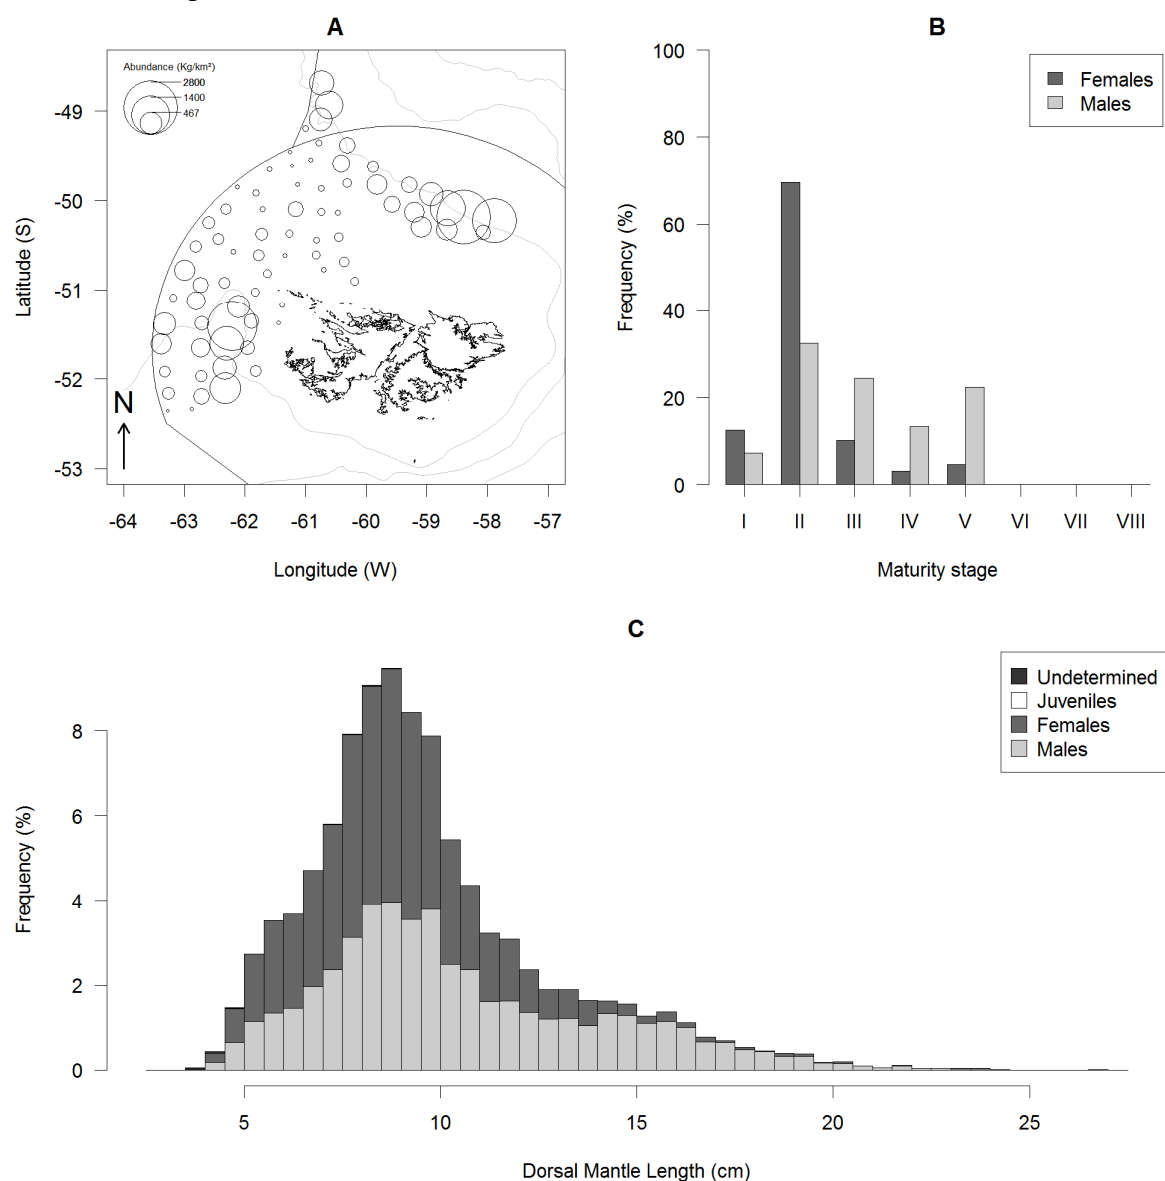 A
Abundance (Kg/km²)
2800
1400
467
-49
-50
-51
-52
-53
Latitude (S)
N
-64 -63 -62 -61 -60 -59 -58 -57
Longitude (W)
B
Females
Males
100
80
60
40
20
0
Frequency (%)
I II III IV V VI VII VIII
Maturity stage
C
Undetermined
Juveniles
Females
Males
8
6
4
2
0
Frequency (%)
5 10 15 20 25
Dorsal Mantle Length (cm)